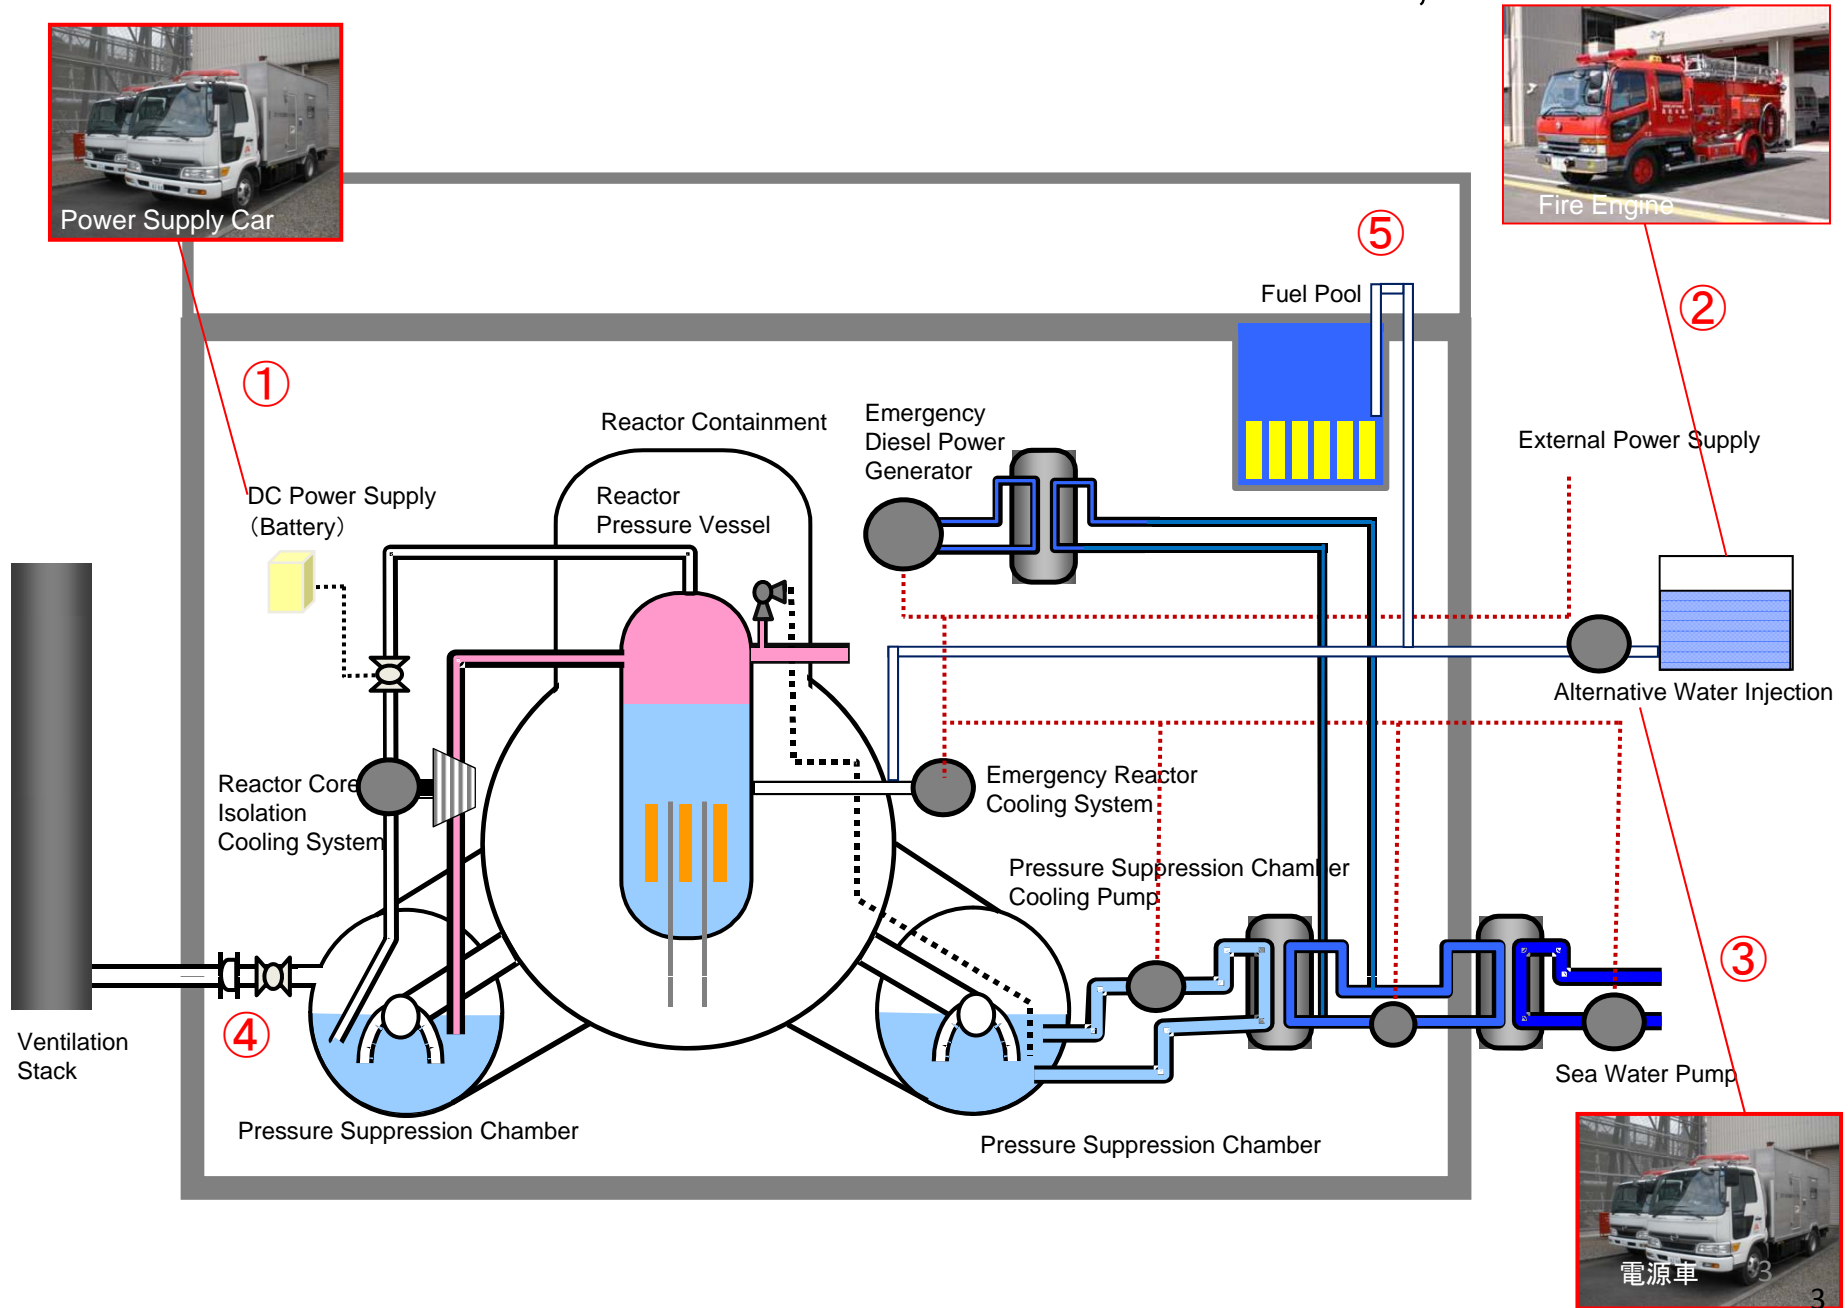 Power Supply Car
Fire Engine
⑤
Fuel Pool
②
①
Reactor Containment
Emergency
Diesel Power
Generator
External Power Supply
DC Power Supply
（Battery）
Reactor
Pressure Vessel
Alternative Water Injection
Reactor Core
Isolation
Cooling System
Emergency Reactor
Cooling System
Pressure Suppression Chamber
Cooling Pump
③
④
Ventilation
Stack
Sea Water Pump
Pressure Suppression Chamber
Pressure Suppression Chamber
電源車
3
3